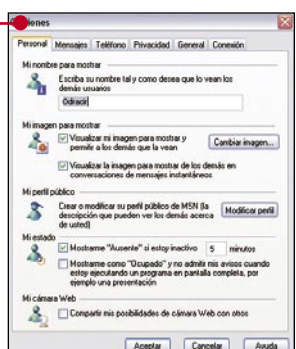 iones
Personal Mensajes Teléfono Privacidad General Conexión
Mi nombre para mostrar
Escriba su nombre tal y como desea que lo vean los
demás usuarios
Odracir
Mi imagen para mostrar
Visualizar mi imagen para mostrar y
permitir a los demás que la vean
Cambiar imagen...
Visualizar la imagen para mostrar de los demás en
conversaciones de mensajes instantáneos
Mi perfil público
Crear o modificar su perfil público de MSN (la
descripción que pueden ver los demás acerca
de usted)
Modificar perfil
Mi estado
Mostrarme "Ausente" si estoy inactivo 5 minutos
Mostrarme como "Ocupado" y no admitir mis avisos cuando
estoy ejecutando un programa en pantalla completa, por
ejemplo una presentación
Mi cámara Web
Compartir mis posibilidades de cámara Web con otros
Aceptar Cancelar Ayuda